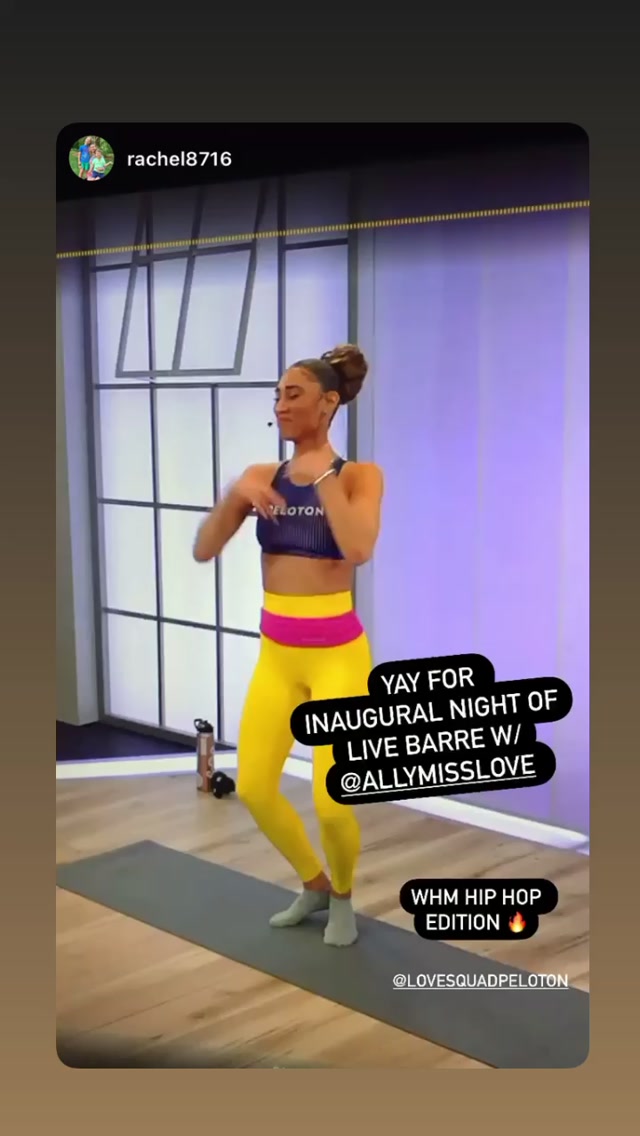 rachel8716
PELOTON
YAY FOR
INAUGURAL NIGHT OF
LIVE BARRE W/
@ALLYMISSLOVE
WHM HIP HOP
EDITION 🔥
@LOVESQUADPELOTON